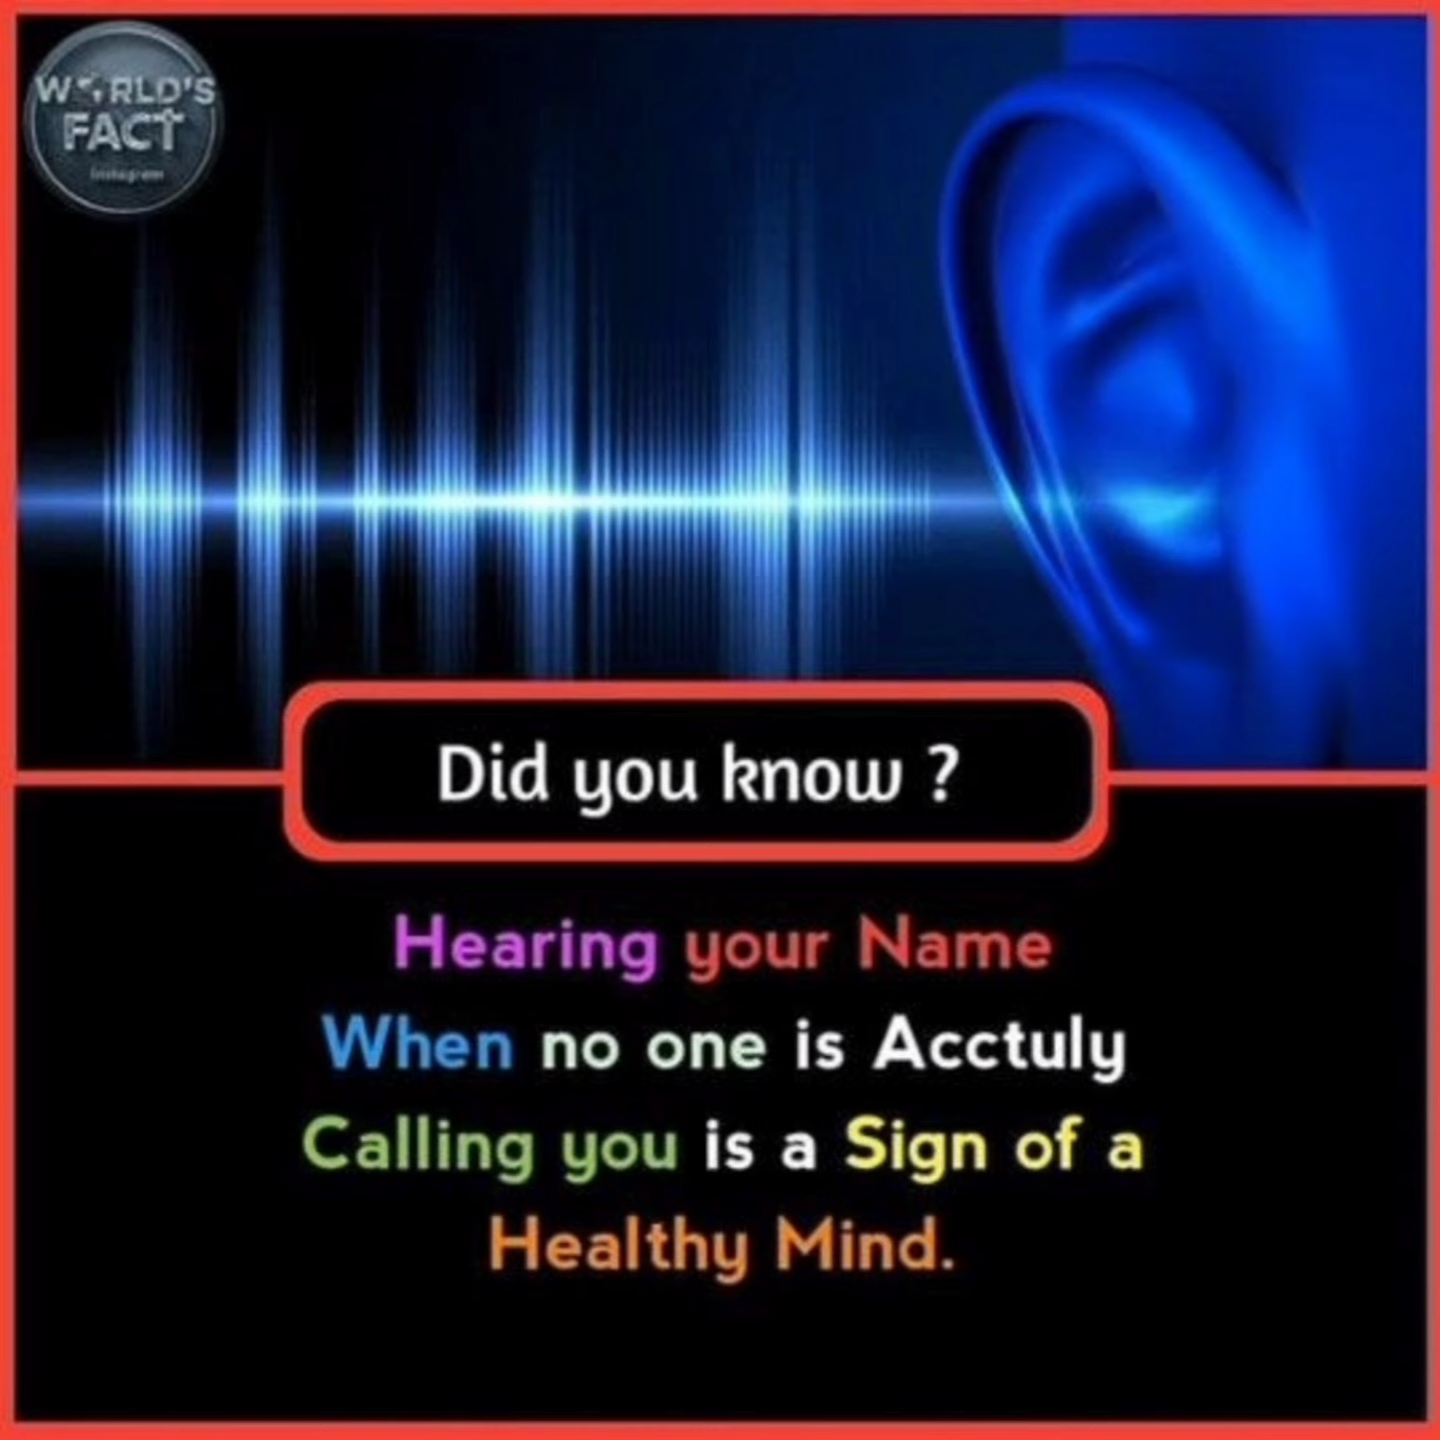 WORLD'S
FACT
Instagram
Did you know ?
Hearing your Name
When no one is Acctuly
Calling you is a Sign of a
Healthy Mind.